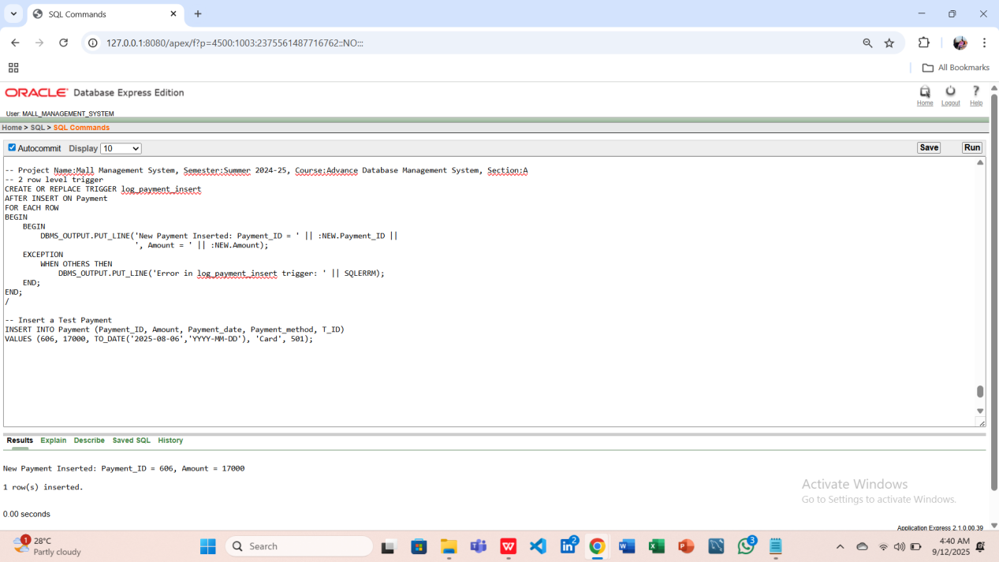 SQL Commands
127.0.0.1:8080/apex/f?p=4500:1003:2375561487716762::NO:::
All Bookmarks
ORACLE Database Express Edition
Home Logout Help
User: MALL_MANAGEMENT_SYSTEM
Home > SQL > SQL Commands
Autocommit Display 10 Save Run
-- Project Name:Mall Management System, Semester:Summer 2024-25, Course:Advance Database Management System, Section:A
-- 2 row level trigger
CREATE OR REPLACE TRIGGER log_payment_insert
AFTER INSERT ON Payment
FOR EACH ROW
BEGIN
BEGIN
DBMS_OUTPUT.PUT_LINE('New Payment Inserted: Payment_ID = ' || :NEW.Payment_ID ||
', Amount = ' || :NEW.Amount);
EXCEPTION
WHEN OTHERS THEN
DBMS_OUTPUT.PUT_LINE('Error in log_payment_insert trigger: ' || SQLERRM);
END;
END;
/
-- Insert a Test Payment
INSERT INTO Payment (Payment_ID, Amount, Payment_date, Payment_method, T_ID)
VALUES (606, 17000, TO_DATE('2025-08-06','YYYY-MM-DD'), 'Card', 501);
Results Explain Describe Saved SQL History
New Payment Inserted: Payment_ID = 606, Amount = 17000
1 row(s) inserted.
0.00 seconds
Activate Windows
Go to Settings to activate Windows.
Application Express 2.1.0.00.39
1
28°C
Partly cloudy
Search
2
3
4:40 AM
9/12/2025